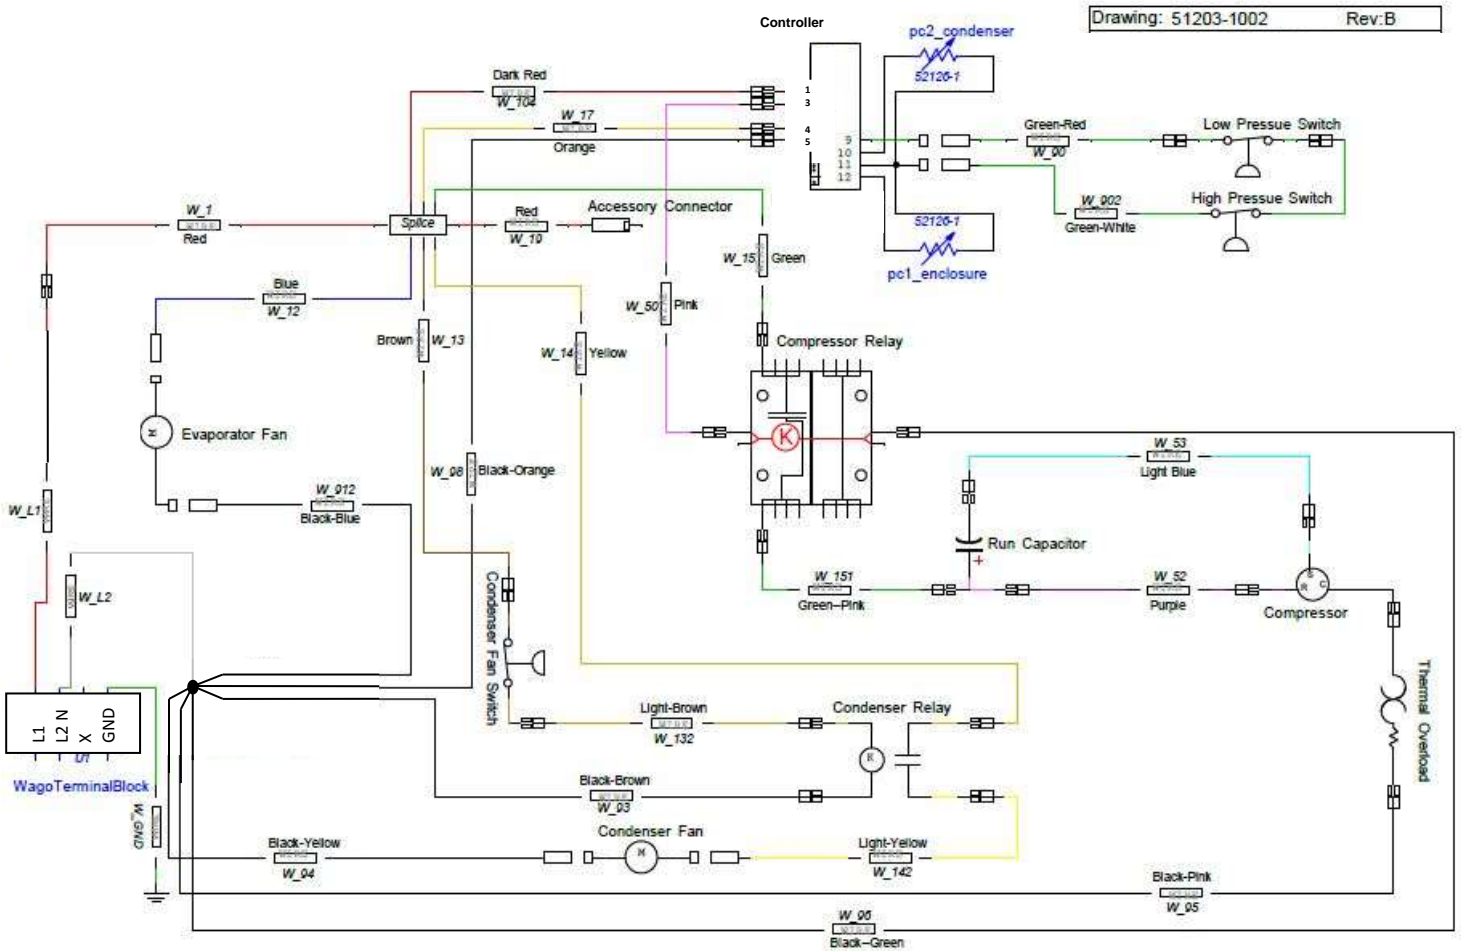 Controller
Drawing: 51203-1002 Rev:B
pc2_condenser
52126-1
Dark Red
W_104
1
3
W_17
Orange
4
5
9
10
11
12
Green-Red
W_90
Low Pressue Switch
W_902
Green-White
High Pressue Switch
52126-1
pc1_enclosure
W_1
Red
Splice
Red
W_19
Accessory Connector
W_15
Green
Blue
W_12
Brown
W_13
W_14
Yellow
W_50
Pink
Compressor Relay
K
M
Evaporator Fan
W_98
Black-Orange
W_53
Light Blue
W_912
Black-Blue
W_L1
Run Capacitor
+
W_L2
W_151
Green-Pink
W_52
Purple
S
R
C
Compressor
Condenser Fan Switch
Thermal Overload
L1
L2 N
X
GND
U1
WagoTerminalBlock
W_GND
Light-Brown
W_132
Condenser Relay
K
Black-Brown
W_93
Condenser Fan
M
Black-Yellow
W_94
Light-Yellow
W_142
Black-Pink
W_95
W_96
Black-Green